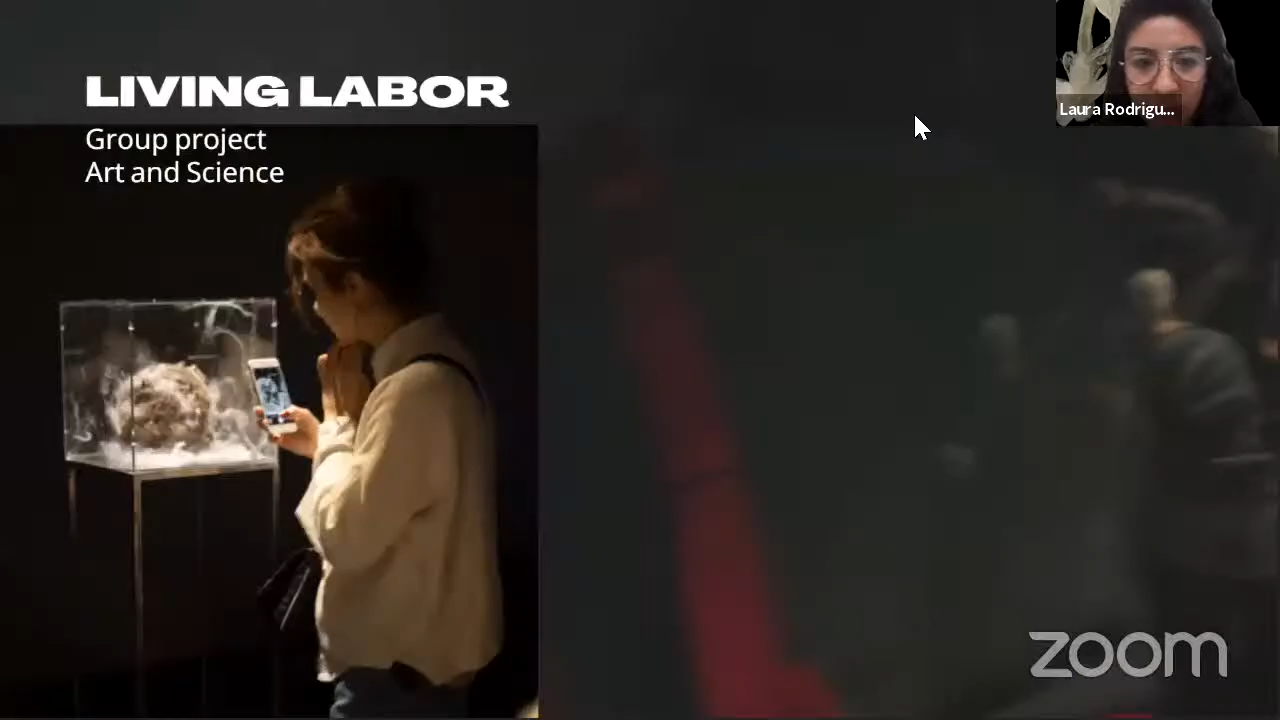 LIVING LABOR
Group project
Art and Science
Laura Rodrigu...
zoom